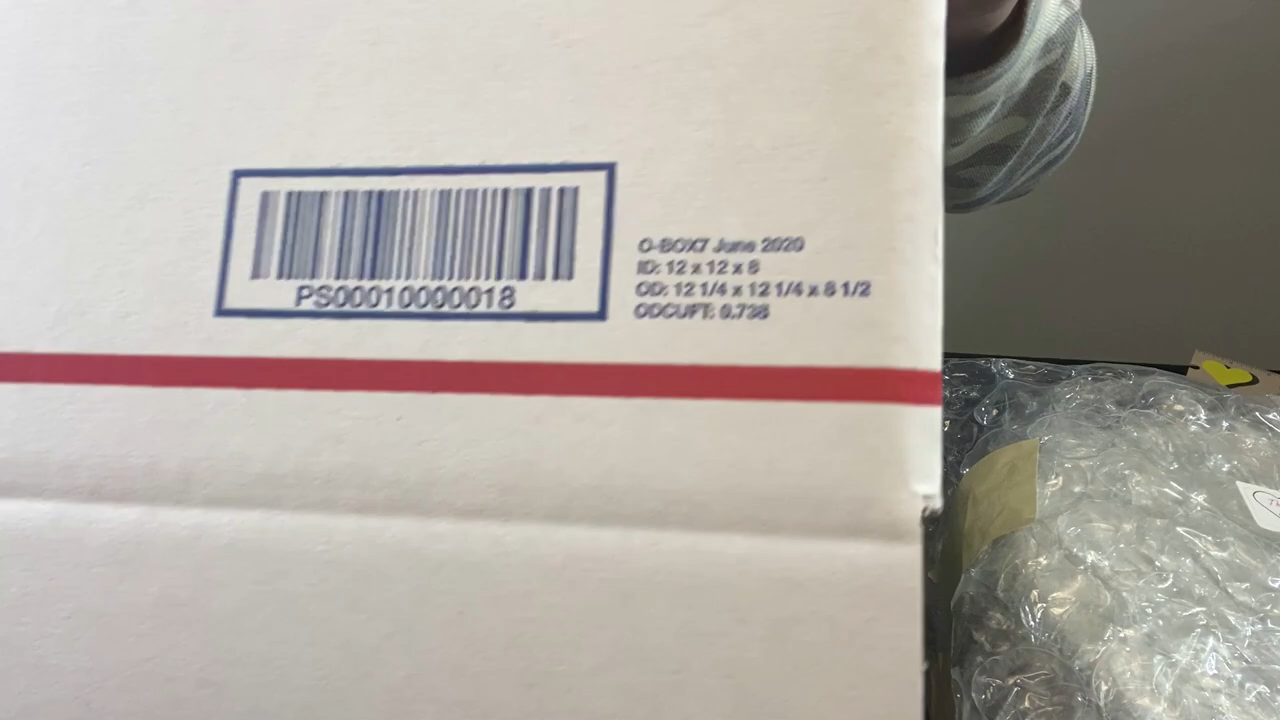 PS00010000018
O-BOX7 June 2020
ID: 12 x 12 x 8
OD: 12 1/4 x 12 1/4 x 8 1/2
ODCUFT: 0.738